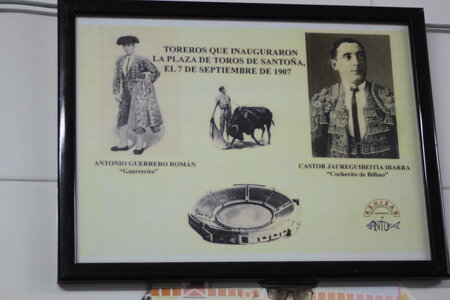 TOREROS QUE INAUGURARON
LA PLAZA DE TOROS DE SANTOÑA,
EL 7 DE SEPTIEMBRE DE 1907
ANTONIO GUERRERO ROMÁN
"Guerrerito"
CASTOR JAUREGUIBEITIA IBARRA
"Cocherito de Bilbao"